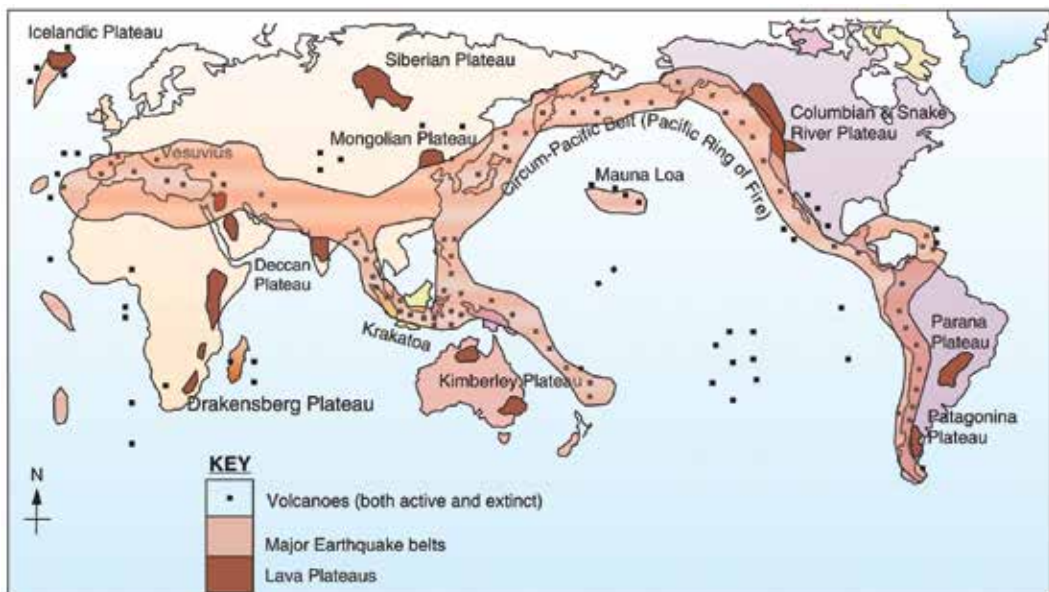 Icelandic Plateau
Siberian Plateau
Mongolian Plateau
Vesuvius
Circum-Pacific Belt (Pacific Ring of Fire)
Columbian & Snake
River Plateau
Mauna Loa
Deccan
Plateau
Krakatoa
Kimberley Plateau
Drakensberg Plateau
Parana
Plateau
Patagonina
Plateau
N
KEY
Volcanoes (both active and extinct)
Major Earthquake belts
Lava Plateaus